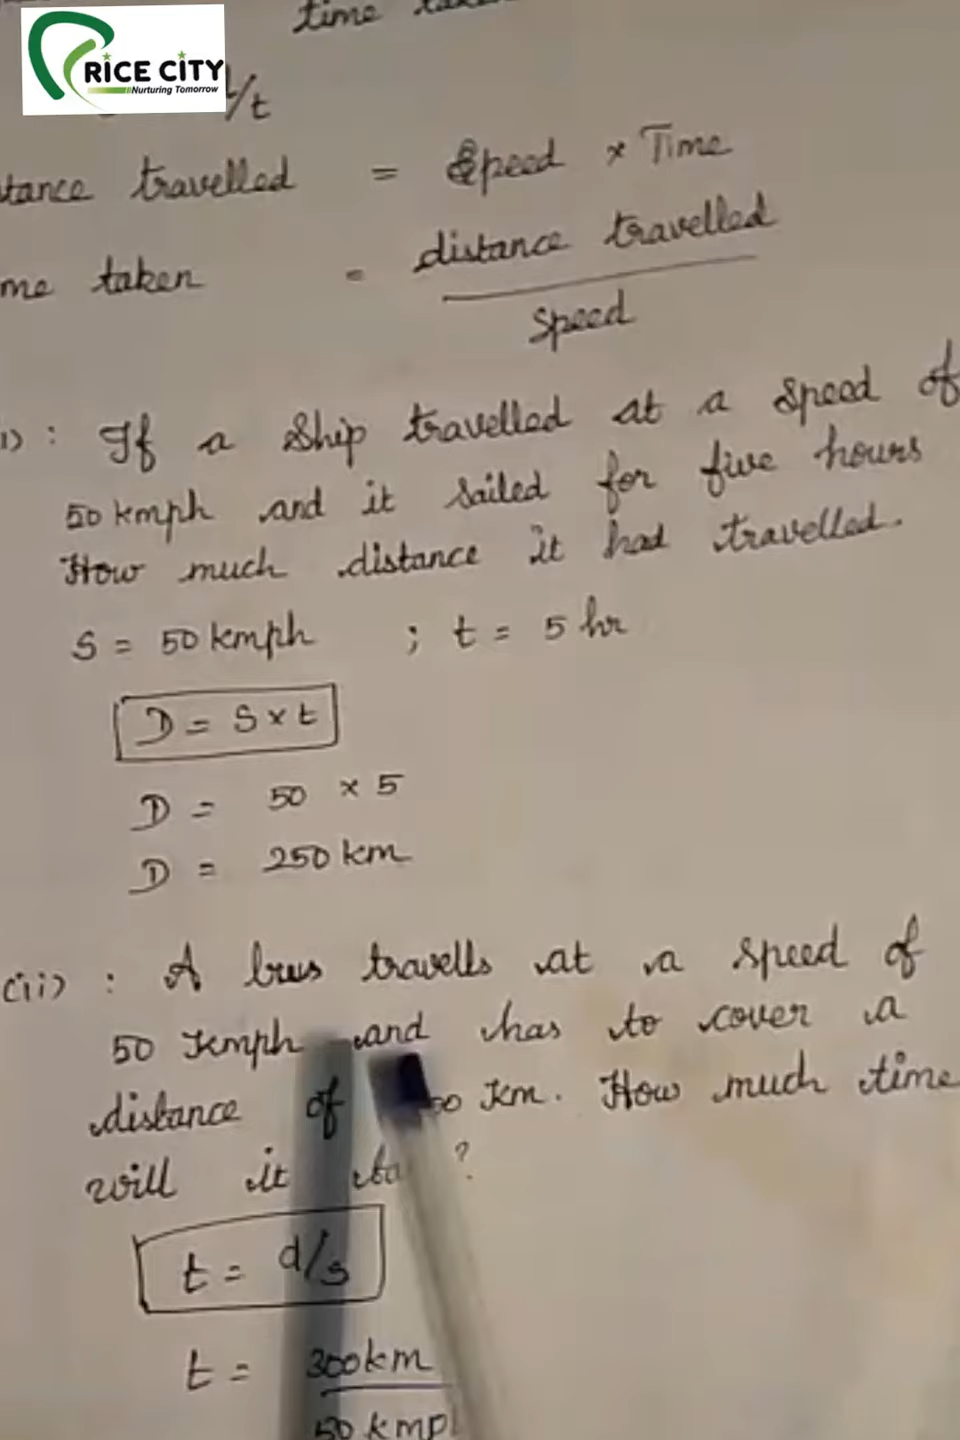 time
RICE CITY
Nurturing Tomorrow
/t
tance travelled = Speed × Time
me taken = distance travelled
Speed
i) : If a ship travelled at a speed of
50 kmph and it sailed for five hours
How much distance it had travelled.
S = 50 kmph ; t = 5 hr
D = S × t
D = 50 × 5
D = 250 km
(ii) : A bus travells at a speed of
50 Kmph and has to cover a
distance of 00 Km. How much time
will it ta ?
t = d/s
t = 300km
50 kmp